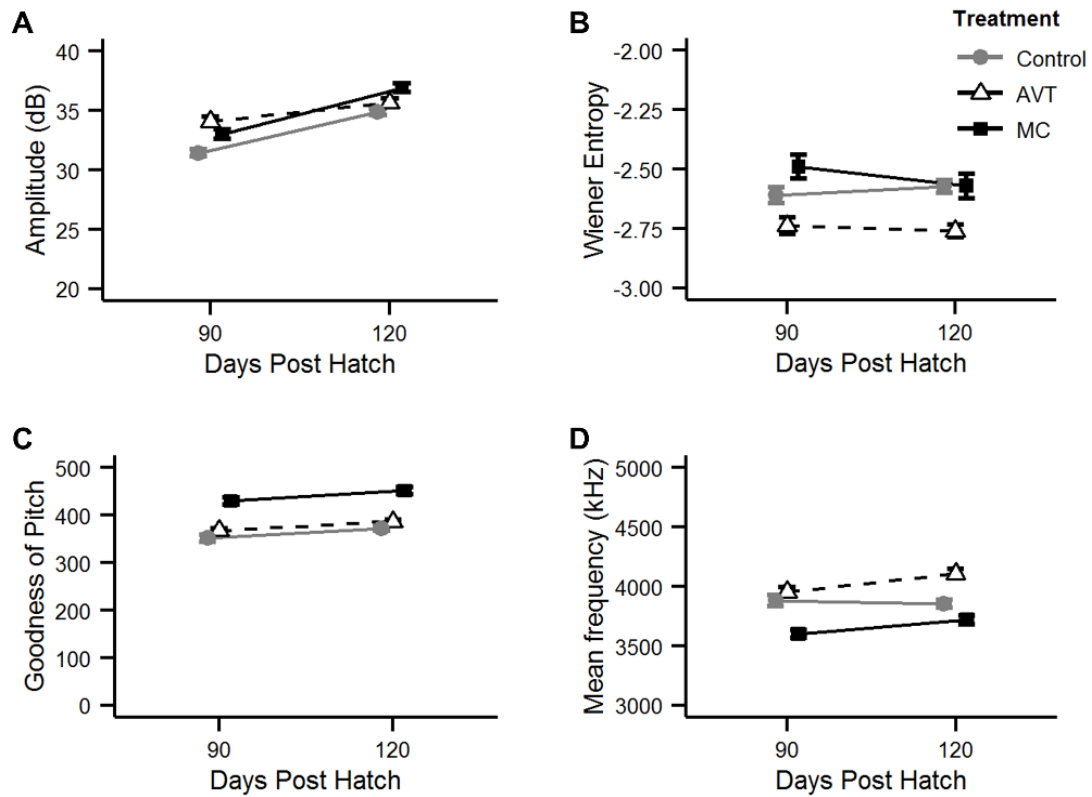 A
Amplitude (dB)
40
35
30
25
20
90
120
Days Post Hatch
B
Wiener Entropy
-2.00
-2.25
-2.50
-2.75
-3.00
90
120
Days Post Hatch
Treatment
Control
AVT
MC
C
Goodness of Pitch
500
400
300
200
100
0
90
120
Days Post Hatch
D
Mean frequency (kHz)
5000
4500
4000
3500
3000
90
120
Days Post Hatch